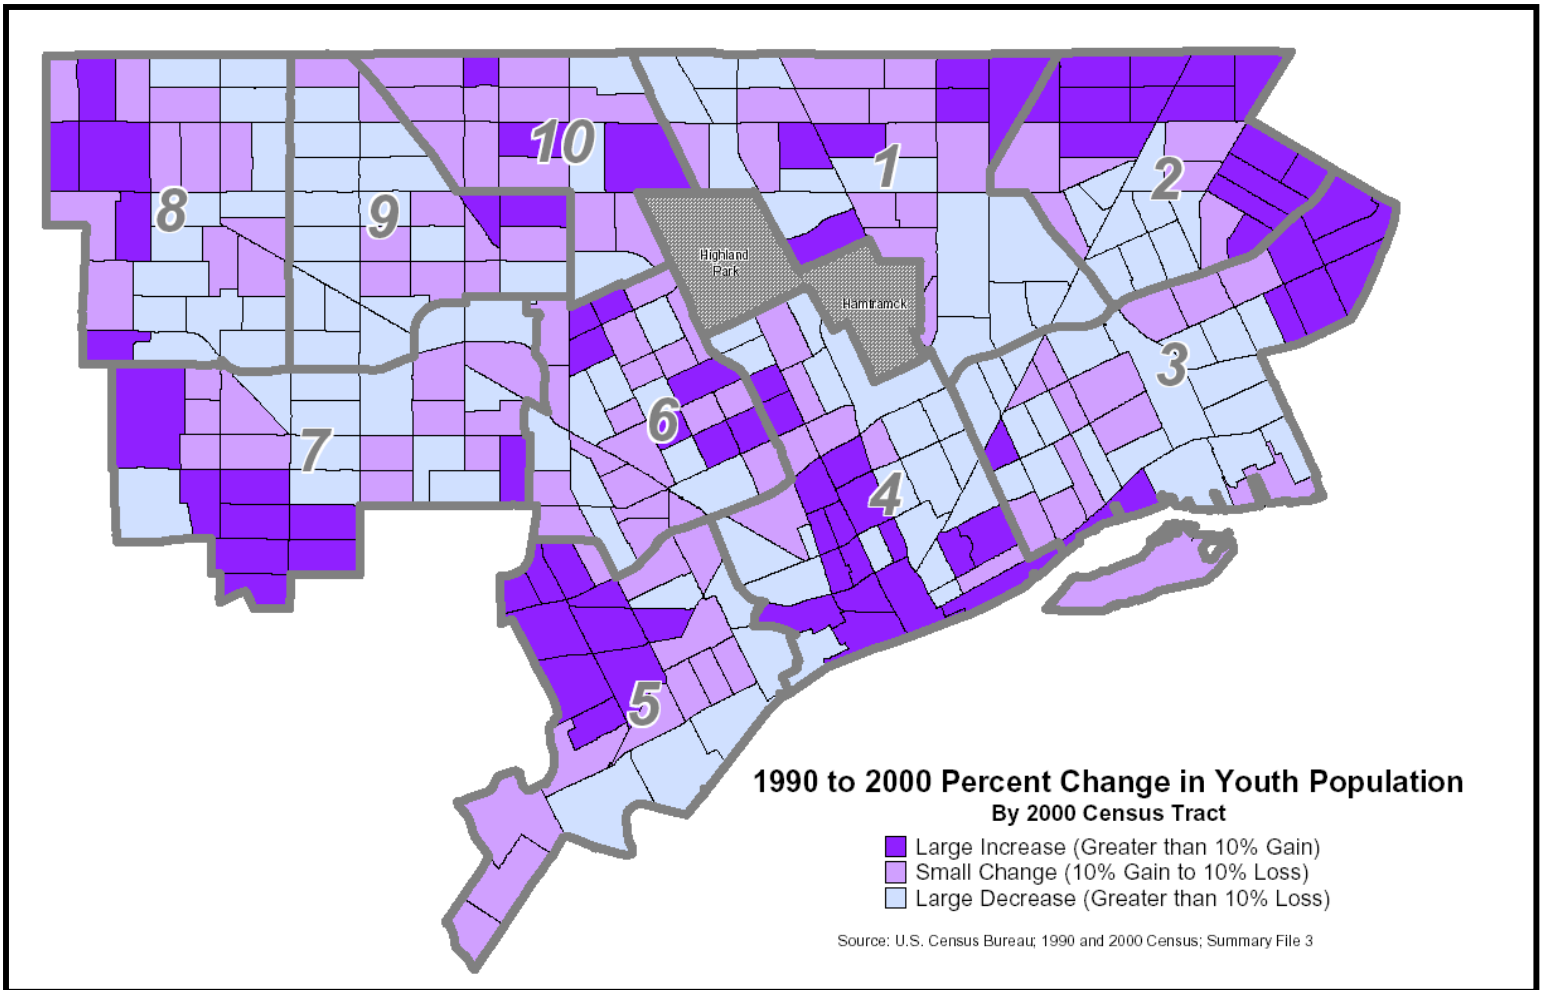 10
1
2
8
9
Highland
Park
Hamtramck
3
6
7
4
5
1990 to 2000 Percent Change in Youth Population
By 2000 Census Tract
Large Increase (Greater than 10% Gain)
Small Change (10% Gain to 10% Loss)
Large Decrease (Greater than 10% Loss)
Source: U.S. Census Bureau; 1990 and 2000 Census; Summary File 3